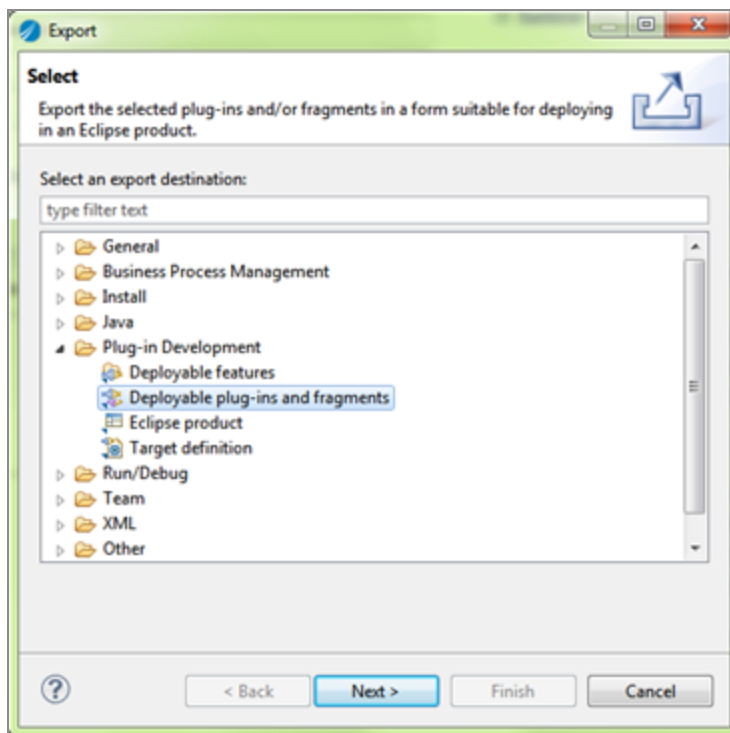 Export
Select
Export the selected plug-ins and/or fragments in a form suitable for deploying
in an Eclipse product.
Select an export destination:
type filter text
General
Business Process Management
Install
Java
Plug-in Development
Deployable features
Deployable plug-ins and fragments
Eclipse product
Target definition
Run/Debug
Team
XML
Other
?
< Back
Next >
Finish
Cancel